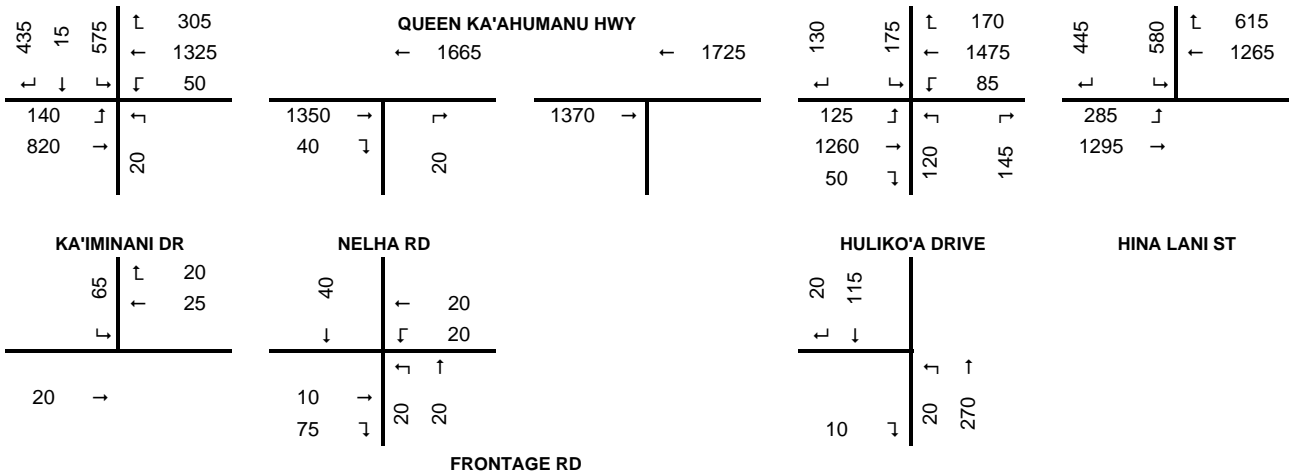 QUEEN KA'AHUMANU HWY
435 15 575 ↱ 305
← 1325
↵ ↓ ↳ ↰ 50
140 ↱ ↰
820 →
20
← 1665
1350 → ↱
40 ↴ 20
← 1725
1370 →
130 175 ↱ 170
← 1475
↵ ↳ ↰ 85
125 ↱ ↰ ↱
1260 → 120 145
50 ↴
445 580 ↱ 615
← 1265
↵ ↳
285 ↱
1295 →
KA'IMINANI DR NELHA RD HULIKO'A DRIVE HINA LANI ST
65 ↱ 20
← 25
↳
20 →
40
← 20
↓ ↰ 20
↰ ↑
10 → 20 20
75 ↴
20 115
↵ ↓
↰ ↑
10 ↴ 20 270
FRONTAGE RD